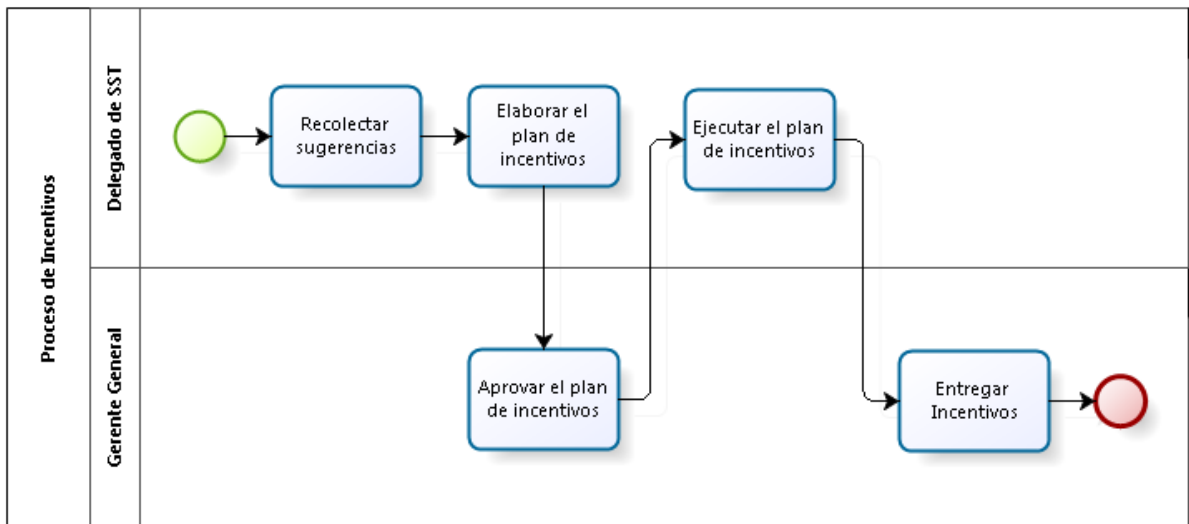 Proceso de Incentivos
Delegado de SST
Recolectar
sugerencias
Elaborar el
plan de
incentivos
Ejecutar el plan
de incentivos
Gerente General
Aprovar el plan
de incentivos
Entregar
Incentivos